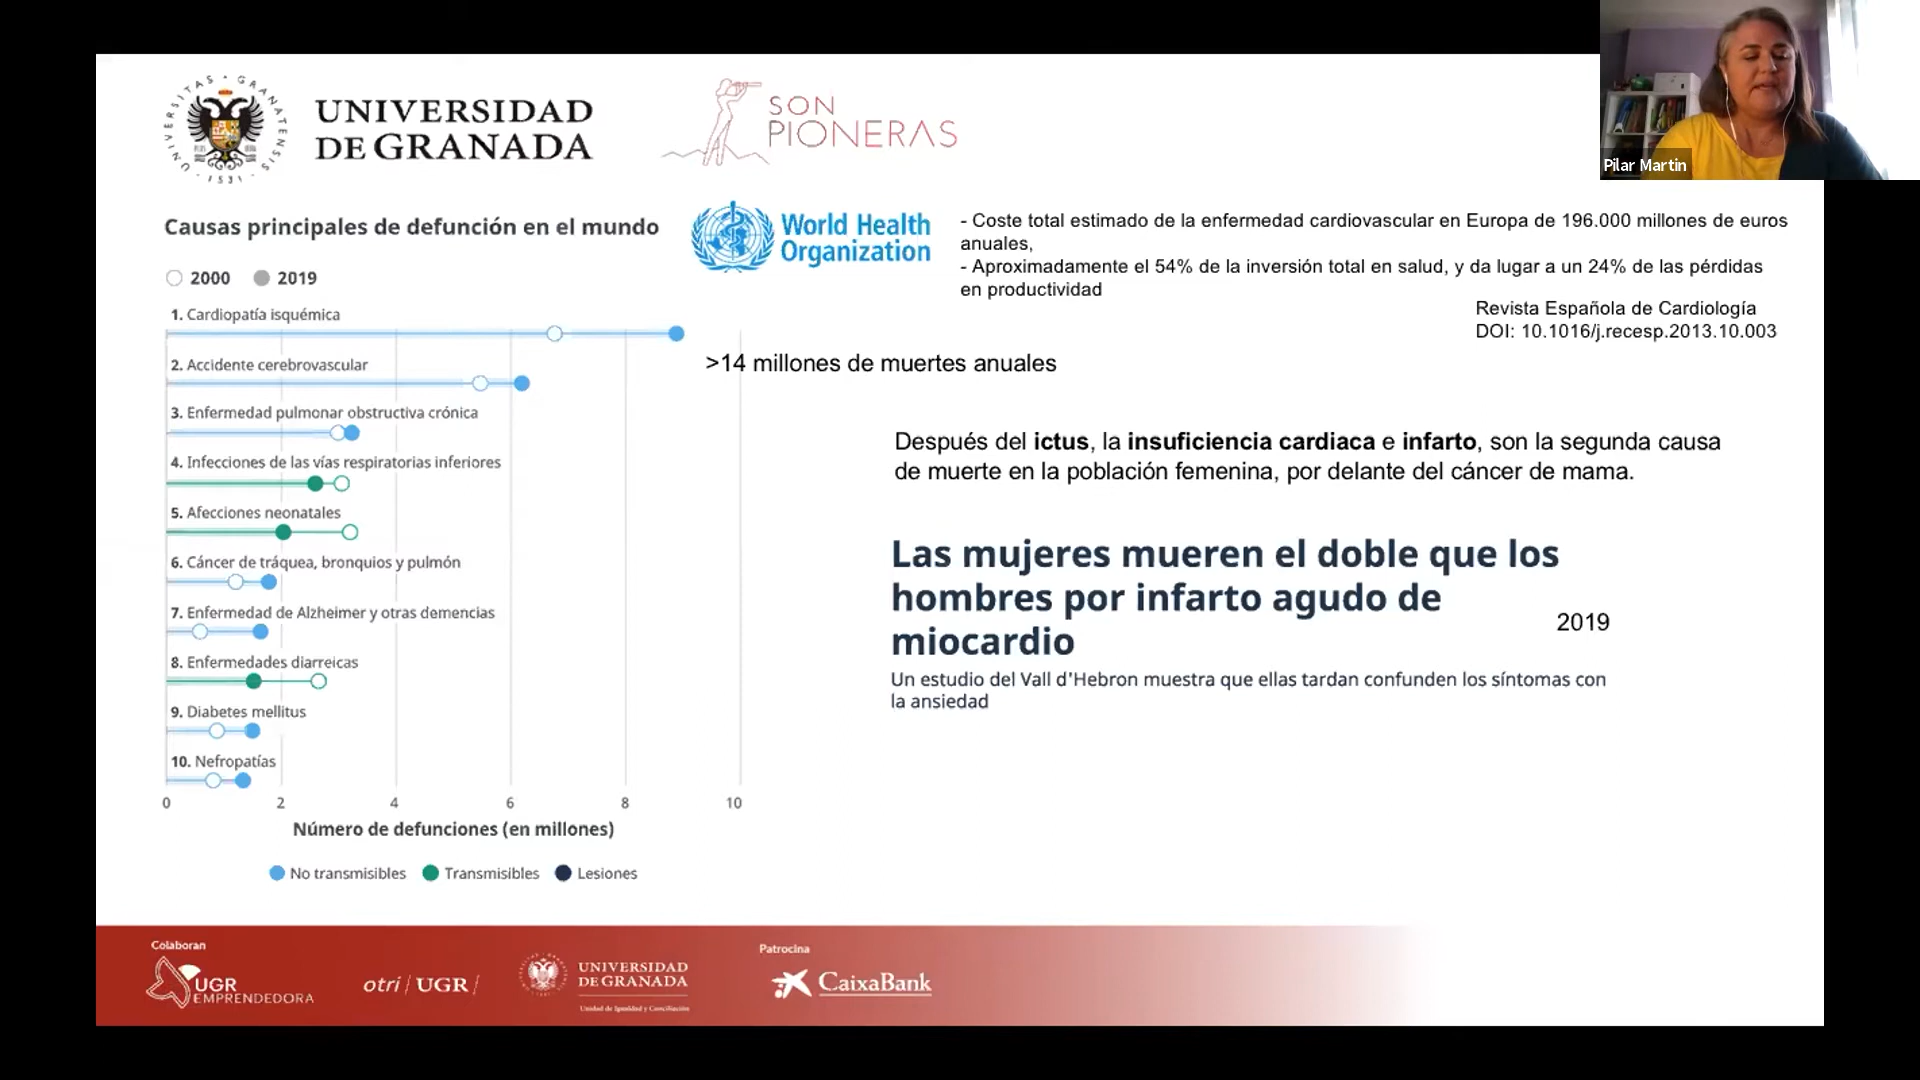 UNIVERSITAS · GRANATENSIS · 1531 ·
UNIVERSIDAD
DE GRANADA
SON
PIONERAS
Pilar Martin
Causas principales de defunción en el mundo
World Health
Organization
- Coste total estimado de la enfermedad cardiovascular en Europa de 196.000 millones de euros
anuales,
- Aproximadamente el 54% de la inversión total en salud, y da lugar a un 24% de las pérdidas
en productividad
Revista Española de Cardiología
DOI: 10.1016/j.recesp.2013.10.003
2000 2019
1. Cardiopatía isquémica
2. Accidente cerebrovascular
3. Enfermedad pulmonar obstructiva crónica
4. Infecciones de las vías respiratorias inferiores
5. Afecciones neonatales
6. Cáncer de tráquea, bronquios y pulmón
7. Enfermedad de Alzheimer y otras demencias
8. Enfermedades diarreicas
9. Diabetes mellitus
10. Nefropatías
0 2 4 6 8 10
Número de defunciones (en millones)
No transmisibles Transmisibles Lesiones
>14 millones de muertes anuales
Después del ictus, la insuficiencia cardiaca e infarto, son la segunda causa
de muerte en la población femenina, por delante del cáncer de mama.
Las mujeres mueren el doble que los
hombres por infarto agudo de
miocardio
2019
Un estudio del Vall d'Hebron muestra que ellas tardan confunden los síntomas con
la ansiedad
Colaboran
UGR
EMPRENDEDORA
otri / UGR /
UNIVERSIDAD
DE GRANADA
Unidad de Igualdad y Conciliación
Patrocina
CaixaBank